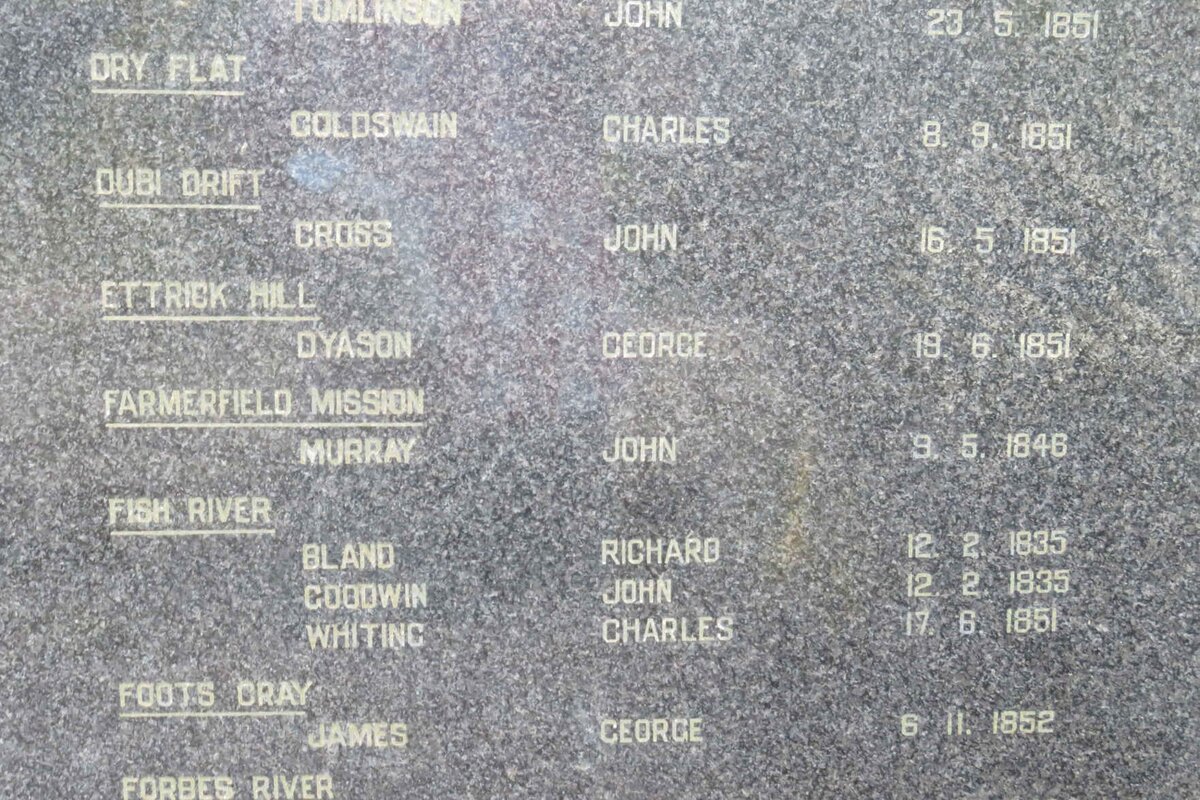 TOMLINSON JOHN 23. 5. 1851
DRY FLAT
GOLDSWAIN CHARLES 8. 9. 1851
DUBI DRIFT
CROSS JOHN 16. 5 1851
ETTRICK HILL
DYASON GEORGE 19. 6. 1851
FARMERFIELD MISSION
MURRAY JOHN 9. 5. 1846
FISH RIVER
BLAND RICHARD 12. 2. 1835
GOODWIN JOHN 12. 2. 1835
WHITING CHARLES 17. 6. 1851
FOOTS CRAY
JAMES GEORGE 6 11. 1852
FORBES RIVER